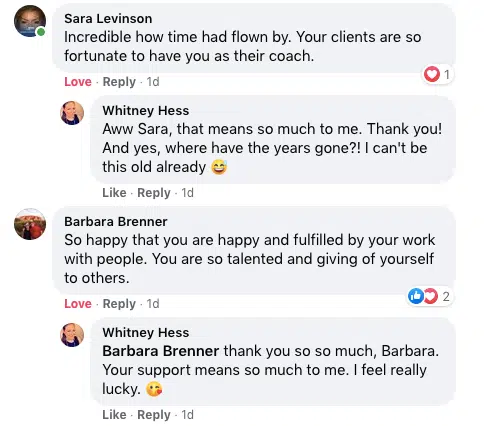 Sara Levinson
Incredible how time had flown by. Your clients are so
fortunate to have you as their coach.
1
Love · Reply · 1d
Whitney Hess
Aww Sara, that means so much to me. Thank you!
And yes, where have the years gone?! I can't be
this old already 😅
Like · Reply · 1d
Barbara Brenner
So happy that you are happy and fulfilled by your work
with people. You are so talented and giving of yourself
to others.
2
Love · Reply · 1d
Whitney Hess
Barbara Brenner thank you so so much, Barbara.
Your support means so much to me. I feel really
lucky. 😘
Like · Reply · 1d